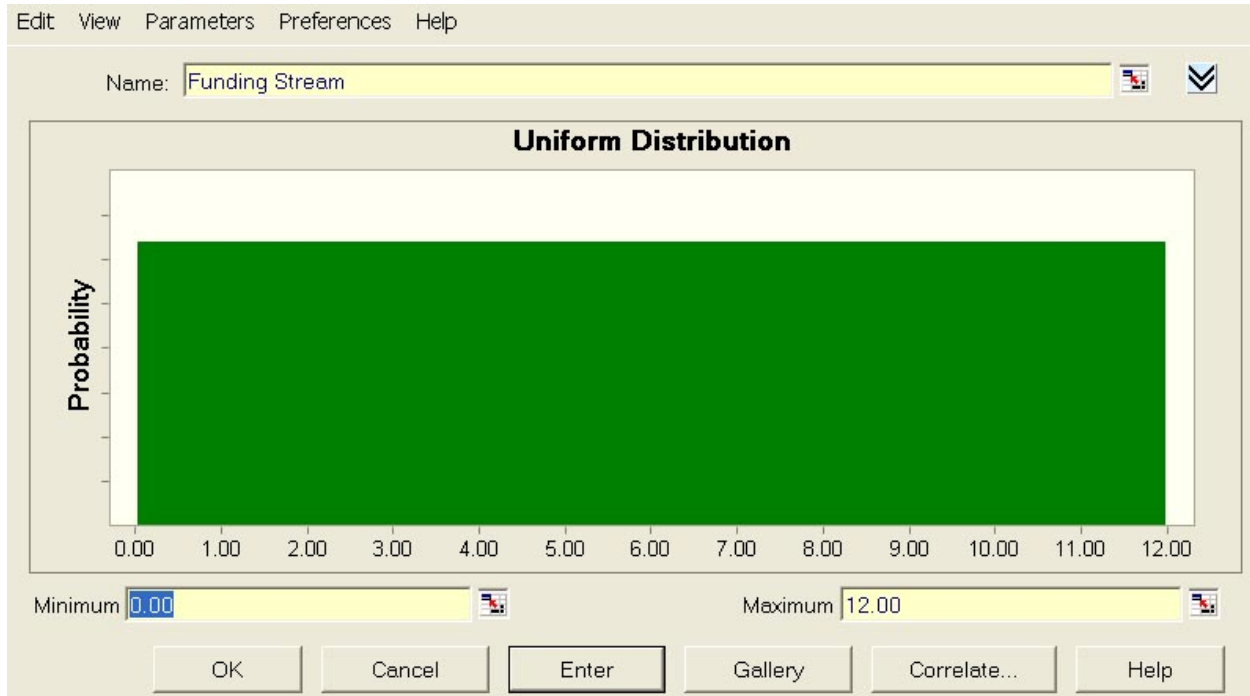 Edit View Parameters Preferences Help
Name: Funding Stream
Uniform Distribution
Probability
0.00 1.00 2.00 3.00 4.00 5.00 6.00 7.00 8.00 9.00 10.00 11.00 12.00
Minimum 0.00 Maximum 12.00
OK Cancel Enter Gallery Correlate... Help